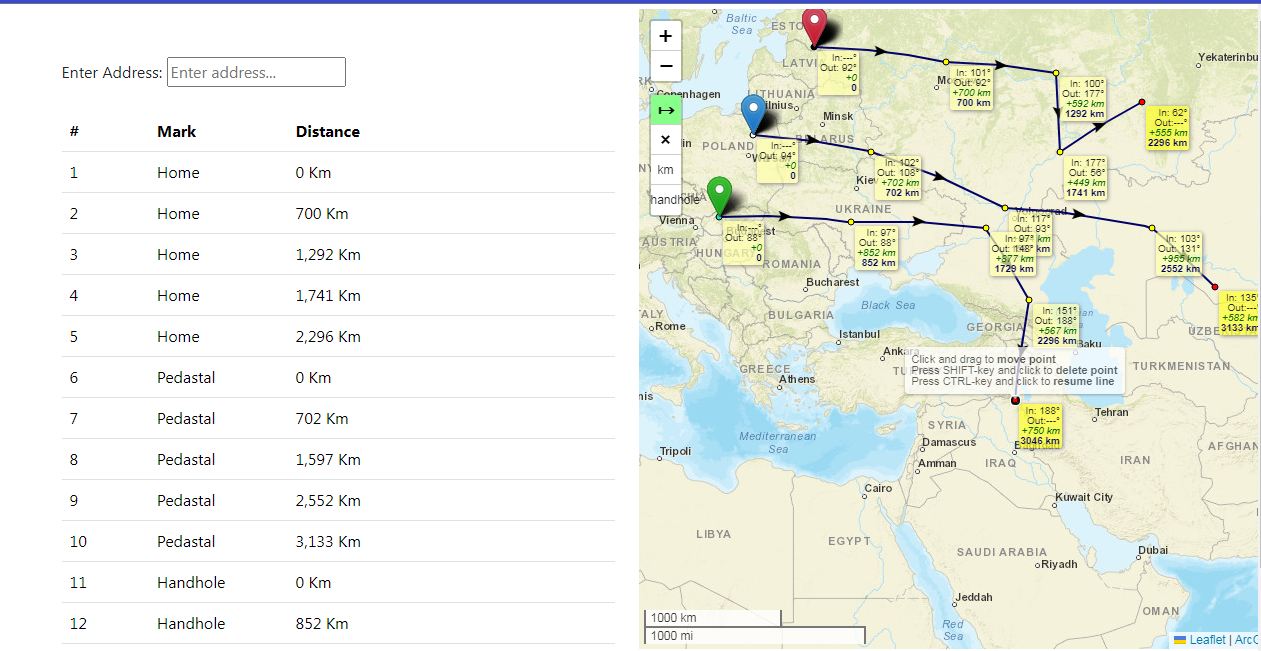 Enter Address: Enter address...
# Mark Distance
1 Home 0 Km
2 Home 700 Km
3 Home 1,292 Km
4 Home 1,741 Km
5 Home 2,296 Km
6 Pedastal 0 Km
7 Pedastal 702 Km
8 Pedastal 1,597 Km
9 Pedastal 2,552 Km
10 Pedastal 3,133 Km
11 Handhole 0 Km
12 Handhole 852 Km
+
−
↦
×
km
handhole
Baltic
Sea
Yekaterinbu
Copenhagen
LITHUANIA
Vilnius
Minsk
BELARUS
POLAND
Kiev
UKRAINE
Vienna
AUSTRIA
HUNGARY
ROMANIA
Bucharest
Black Sea
BULGARIA
Rome
Istanbul
GEORGIA
Baku
Ankara
GREECE
Athens
TURKMENISTAN
Tehran
SYRIA
Mediterranean
Sea
Damascus
Tripoli
IRAQ
IRAN
AFGHAN
Amman
Cairo
Kuwait City
LIBYA
EGYPT
SAUDI ARABIA
Riyadh
Dubai
Jeddah
OMAN
Red
Sea
In:---°
Out: 92°
+0
0
In: 101°
Out: 92°
+700 km
700 km
In: 100°
Out: 177°
+592 km
1292 km
In: 62°
Out:---°
+555 km
2296 km
In: 177°
Out: 56°
+449 km
1741 km
In:---°
Out: 94°
+0
0
In: 102°
Out: 108°
+702 km
702 km
In: 117°
Out: 93°
km
km
In: 103°
Out: 131°
+955 km
2552 km
In: 135°
Out:---°
+582 km
3133 km
In:---°
Out: 88°
+0
0
In: 97°
Out: 88°
+852 km
852 km
In: 97°
Out: 148°
+877 km
1729 km
In: 151°
Out: 188°
+567 km
2296 km
In: 188°
Out:---°
+750 km
3046 km
Click and drag to move point
Press SHIFT-key and click to delete point
Press CTRL-key and click to resume line
1000 km
1000 mi
Leaflet | ArcG